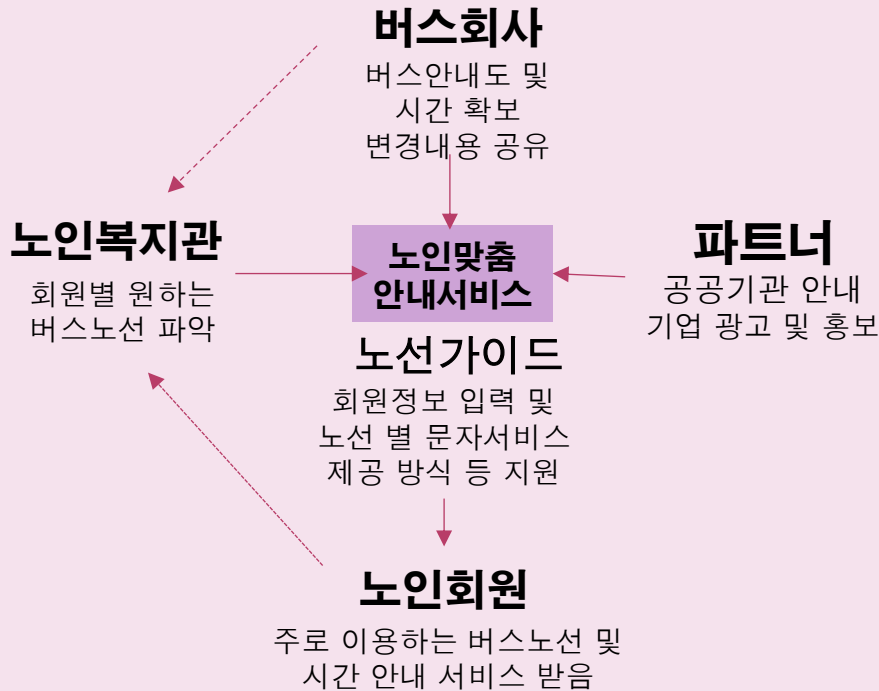 버스회사
버스안내도 및
시간 확보
변경내용 공유
노인복지관
회원별 원하는
버스노선 파악
노인맞춤
안내서비스
파트너
공공기관 안내
기업 광고 및 홍보
노선가이드
회원정보 입력 및
노선 별 문자서비스
제공 방식 등 지원
노인회원
주로 이용하는 버스노선 및
시간 안내 서비스 받음